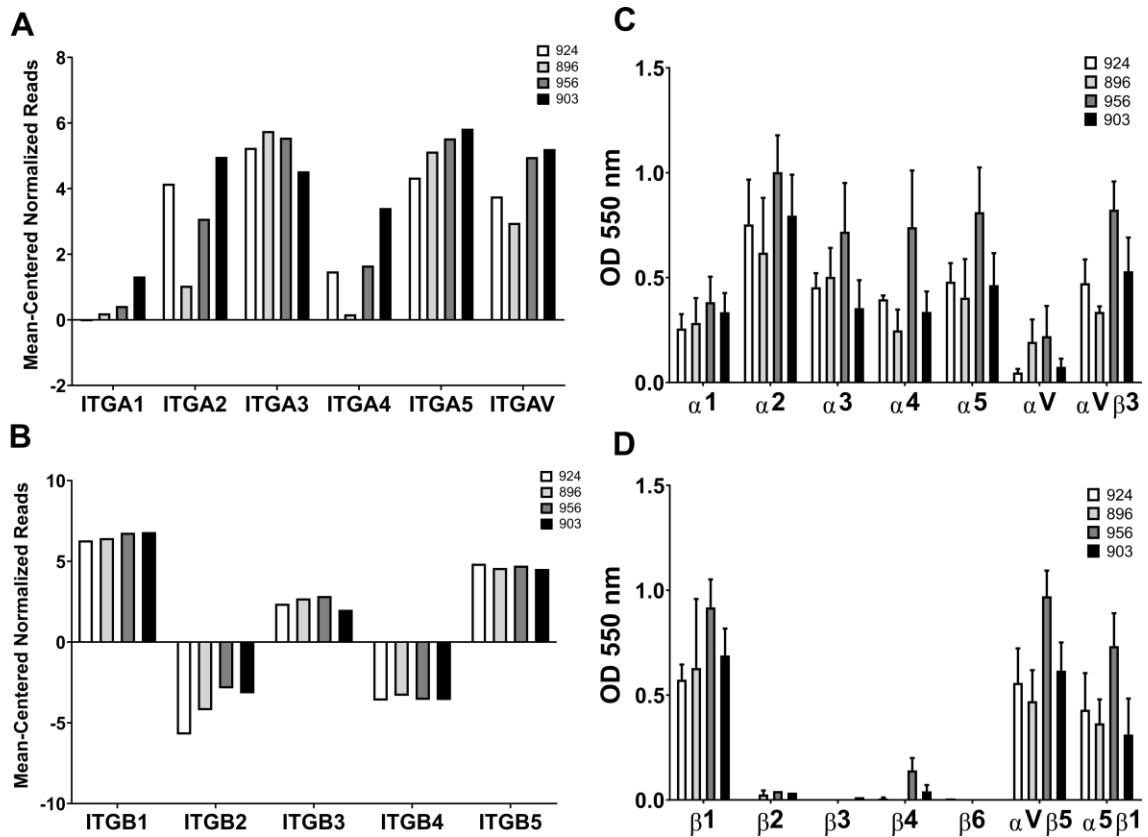 A
Mean-Centered Normalized Reads
8
6
4
2
0
-2
924
896
956
903
ITGA1 ITGA2 ITGA3 ITGA4 ITGA5 ITGAV
B
Mean-Centered Normalized Reads
10
5
0
-5
-10
924
896
956
903
ITGB1 ITGB2 ITGB3 ITGB4 ITGB5
C
OD 550 nm
1.5
1.0
0.5
0.0
924
896
956
903
α1 α2 α3 α4 α5 αV αVβ3
D
OD 550 nm
1.5
1.0
0.5
0.0
924
896
956
903
β1 β2 β3 β4 β6 αVβ5 α5β1